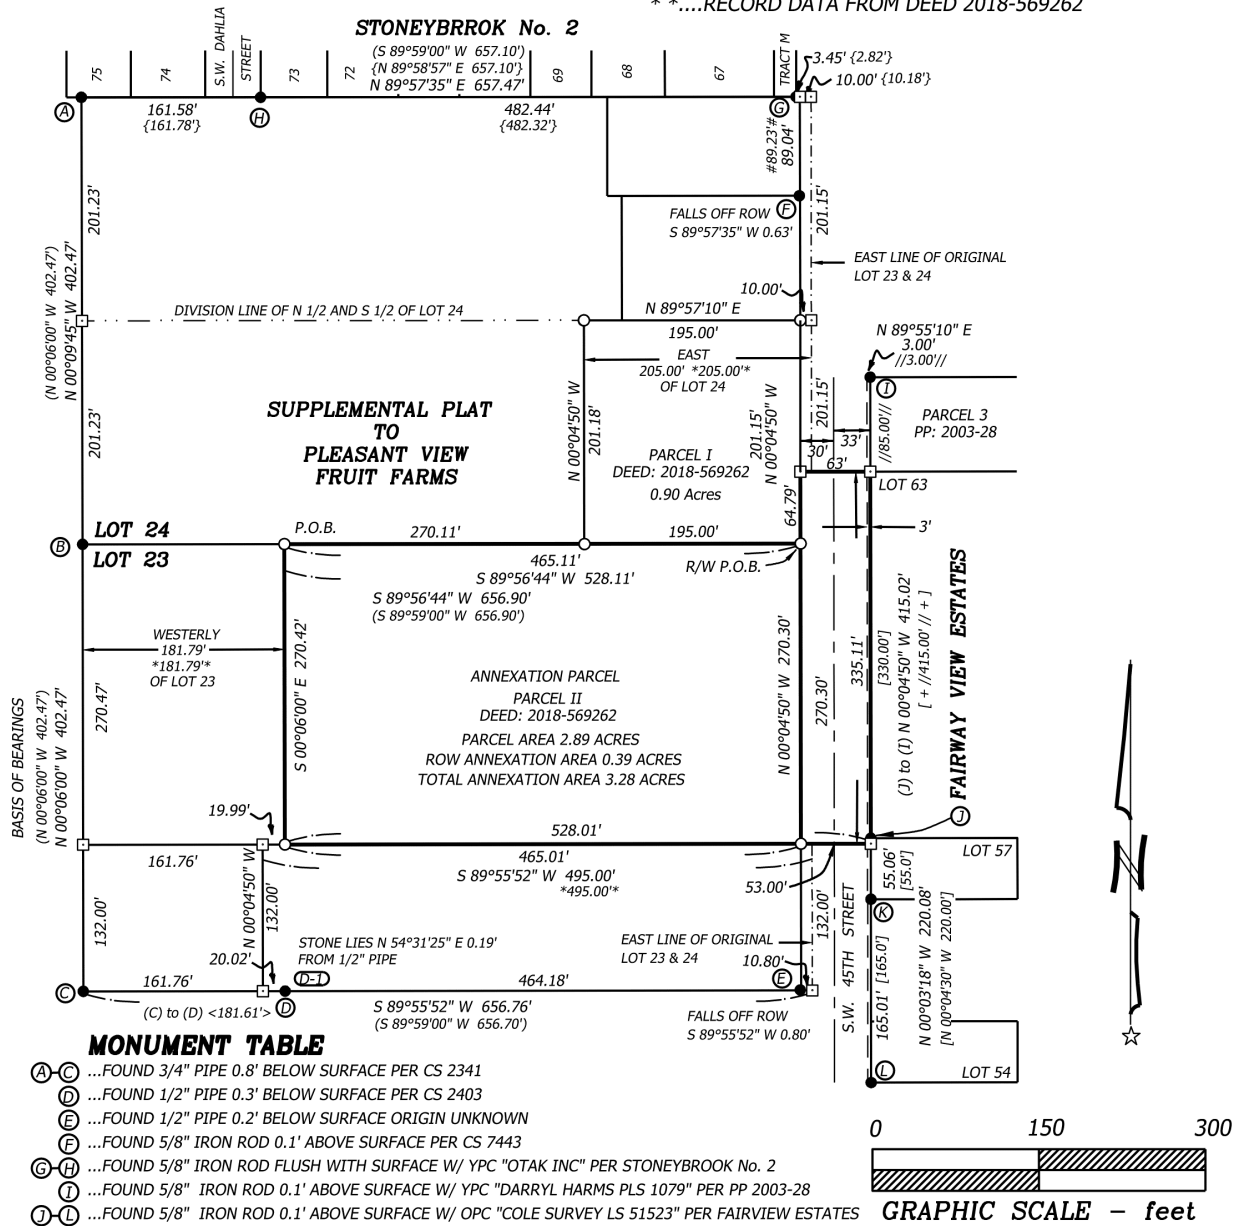 * *....RECORD DATA FROM DEED 2018-569262
STONEYBRROK No. 2
(S 89°59'00" W 657.10')
{N 89°58'57" E 657.10'}
N 89°57'35" E 657.47'
75
74
S.W. DAHLIA
STREET
73
72
69
68
67
TRACT M
3.45' {2.82'}
10.00' {10.18'}
A
161.58'
{161.78'}
H
482.44'
{482.32'}
G
#89.23'#
89.04'
201.23'
FALLS OFF ROW
S 89°57'35" W 0.63'
F
201.15'
EAST LINE OF ORIGINAL
LOT 23 & 24
(N 00°06'00" W 402.47')
N 00°09'45" W 402.47'
DIVISION LINE OF N 1/2 AND S 1/2 OF LOT 24
10.00'
N 89°57'10" E
195.00'
N 89°55'10" E
3.00'
//3.00'//
I
EAST
205.00' *205.00'*
OF LOT 24
201.23'
SUPPLEMENTAL PLAT
TO
PLEASANT VIEW
FRUIT FARMS
N 00°04'50" W
201.18'
201.15'
N 00°04'50" W
201.15'
//85.00'//
PARCEL 3
PP: 2003-28
33'
30'
63'
PARCEL I
DEED: 2018-569262
0.90 Acres
LOT 63
64.79'
3'
LOT 24
B
LOT 23
P.O.B.
270.11'
195.00'
465.11'
S 89°56'44" W 528.11'
R/W P.O.B.
S 89°56'44" W 656.90'
(S 89°59'00" W 656.90')
WESTERLY
181.79'
*181.79'*
OF LOT 23
S 00°06'00" E 270.42'
ANNEXATION PARCEL
PARCEL II
DEED: 2018-569262
PARCEL AREA 2.89 ACRES
ROW ANNEXATION AREA 0.39 ACRES
TOTAL ANNEXATION AREA 3.28 ACRES
N 00°04'50" W 270.30'
270.30'
335.11'
[330.00']
(J) to (I) N 00°04'50" W 415.02'
[ + //415.00' // + ]
FAIRWAY VIEW ESTATES
BASIS OF BEARINGS
(N 00°06'00" W 402.47')
N 00°06'00" W 402.47'
270.47'
19.99'
528.01'
J
161.76'
465.01'
S 89°55'52" W 495.00'
*495.00'*
53.00'
LOT 57
55.06'
[55.0']
132.00'
N 00°04'50" W
132.00'
STONE LIES N 54°31'25" E 0.19'
FROM 1/2" PIPE
D-1
EAST LINE OF ORIGINAL
LOT 23 & 24
132.00'
S.W. 45TH STREET
K
165.01' [165.0']
N 00°03'18" W 220.08'
[N 00°04'30" W 220.00']
20.02'
10.80'
C
161.76'
D
464.18'
E
(C) to (D) <181.61'>
S 89°55'52" W 656.76'
(S 89°59'00" W 656.70')
FALLS OFF ROW
S 89°55'52" W 0.80'
L
LOT 54
N
MONUMENT TABLE
A-C ...FOUND 3/4" PIPE 0.8' BELOW SURFACE PER CS 2341
D ...FOUND 1/2" PIPE 0.3' BELOW SURFACE PER CS 2403
E ...FOUND 1/2" PIPE 0.2' BELOW SURFACE ORIGIN UNKNOWN
F ...FOUND 5/8" IRON ROD 0.1' ABOVE SURFACE PER CS 7443
G-H ...FOUND 5/8" IRON ROD FLUSH WITH SURFACE W/ YPC "OTAK INC" PER STONEYBROOK No. 2
I ...FOUND 5/8" IRON ROD 0.1' ABOVE SURFACE W/ YPC "DARRYL HARMS PLS 1079" PER PP 2003-28
J-L ...FOUND 5/8" IRON ROD 0.1' ABOVE SURFACE W/ OPC "COLE SURVEY LS 51523" PER FAIRVIEW ESTATES
0 150 300
GRAPHIC SCALE - feet